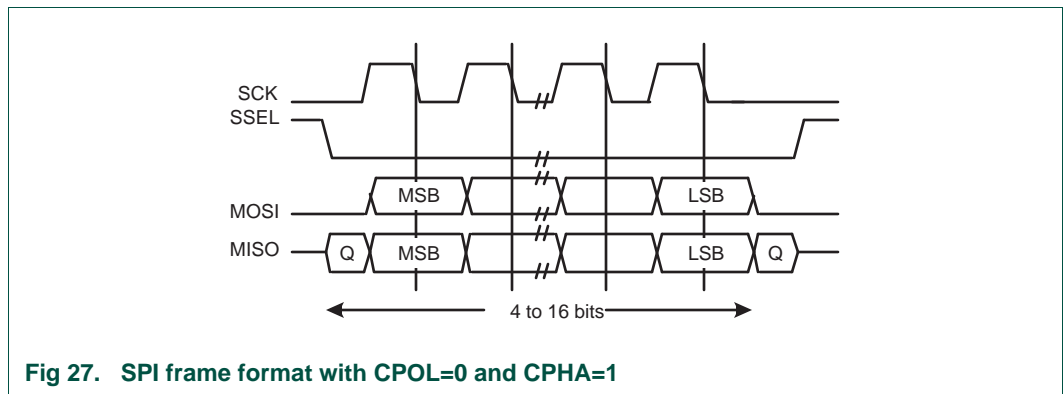 SCK
SSEL
MOSI
MSB
LSB
MISO
Q
MSB
LSB
Q
4 to 16 bits
Fig 27. SPI frame format with CPOL=0 and CPHA=1